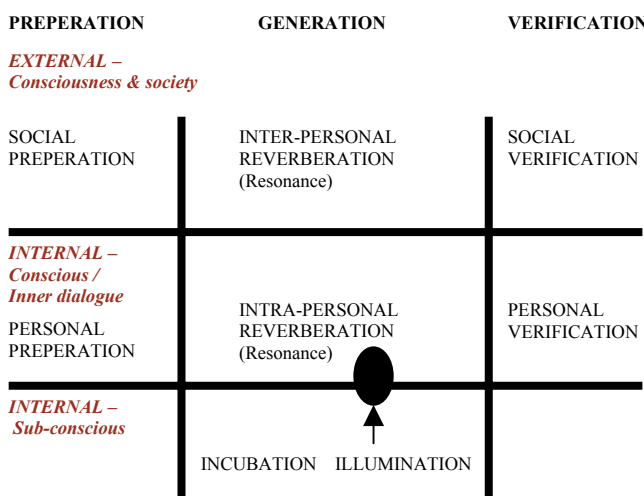 PREPERATION GENERATION VERIFICATION
EXTERNAL –
Consciousness & society
SOCIAL
PREPERATION
INTER-PERSONAL
REVERBERATION
(Resonance)
SOCIAL
VERIFICATION
INTERNAL –
Conscious /
Inner dialogue
PERSONAL
PREPERATION
INTRA-PERSONAL
REVERBERATION
(Resonance)
PERSONAL
VERIFICATION
INTERNAL –
Sub-conscious
INCUBATION ILLUMINATION